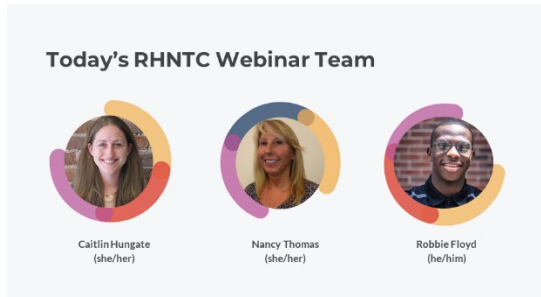 Today's RHNTC Webinar Team
Caitlin Hungate
(she/her)
Nancy Thomas
(she/her)
Robbie Floyd
(he/him)